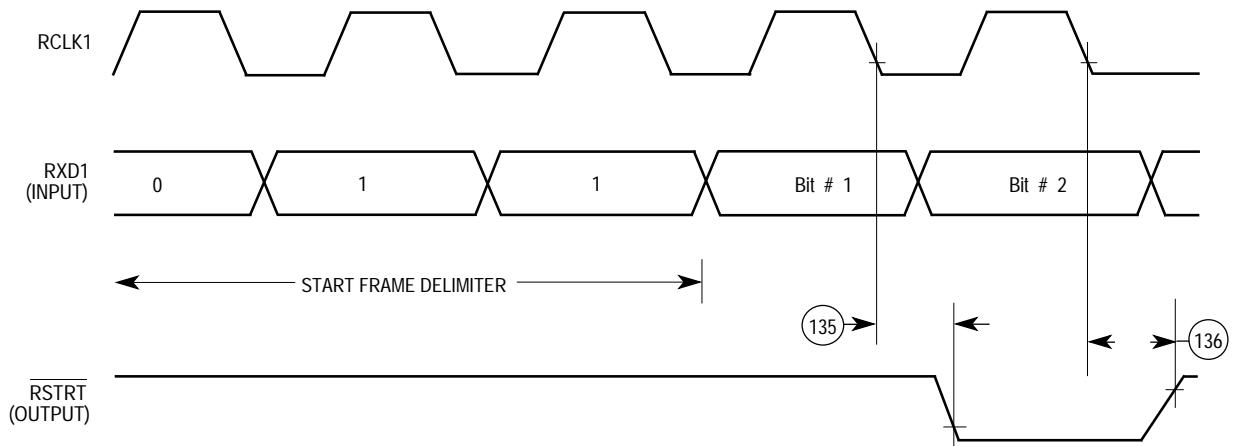 RCLK1
RXD1
(INPUT)
0 1 1 Bit # 1 Bit # 2
START FRAME DELIMITER
135
136
RSTRT
(OUTPUT)